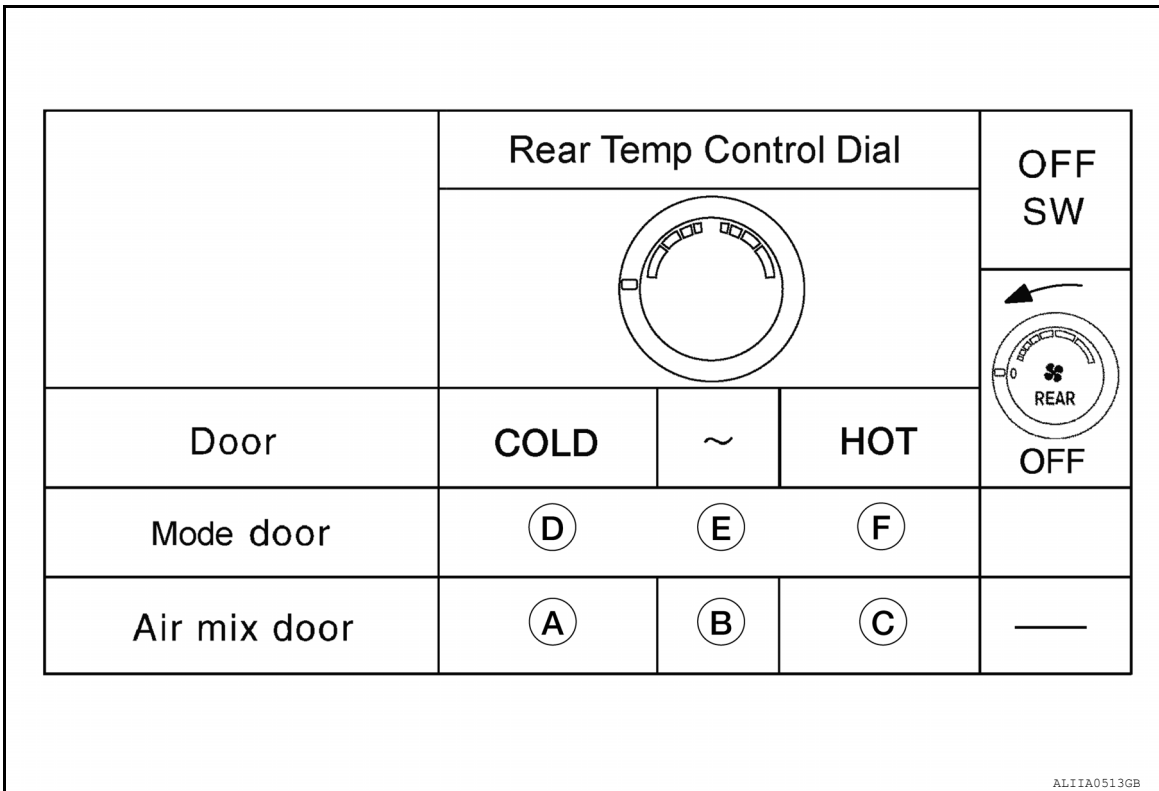 Rear Temp Control Dial
OFF
SW
REAR
OFF
Door COLD ~ HOT
Mode door D E F
Air mix door A B C —
ALIIA0513GB